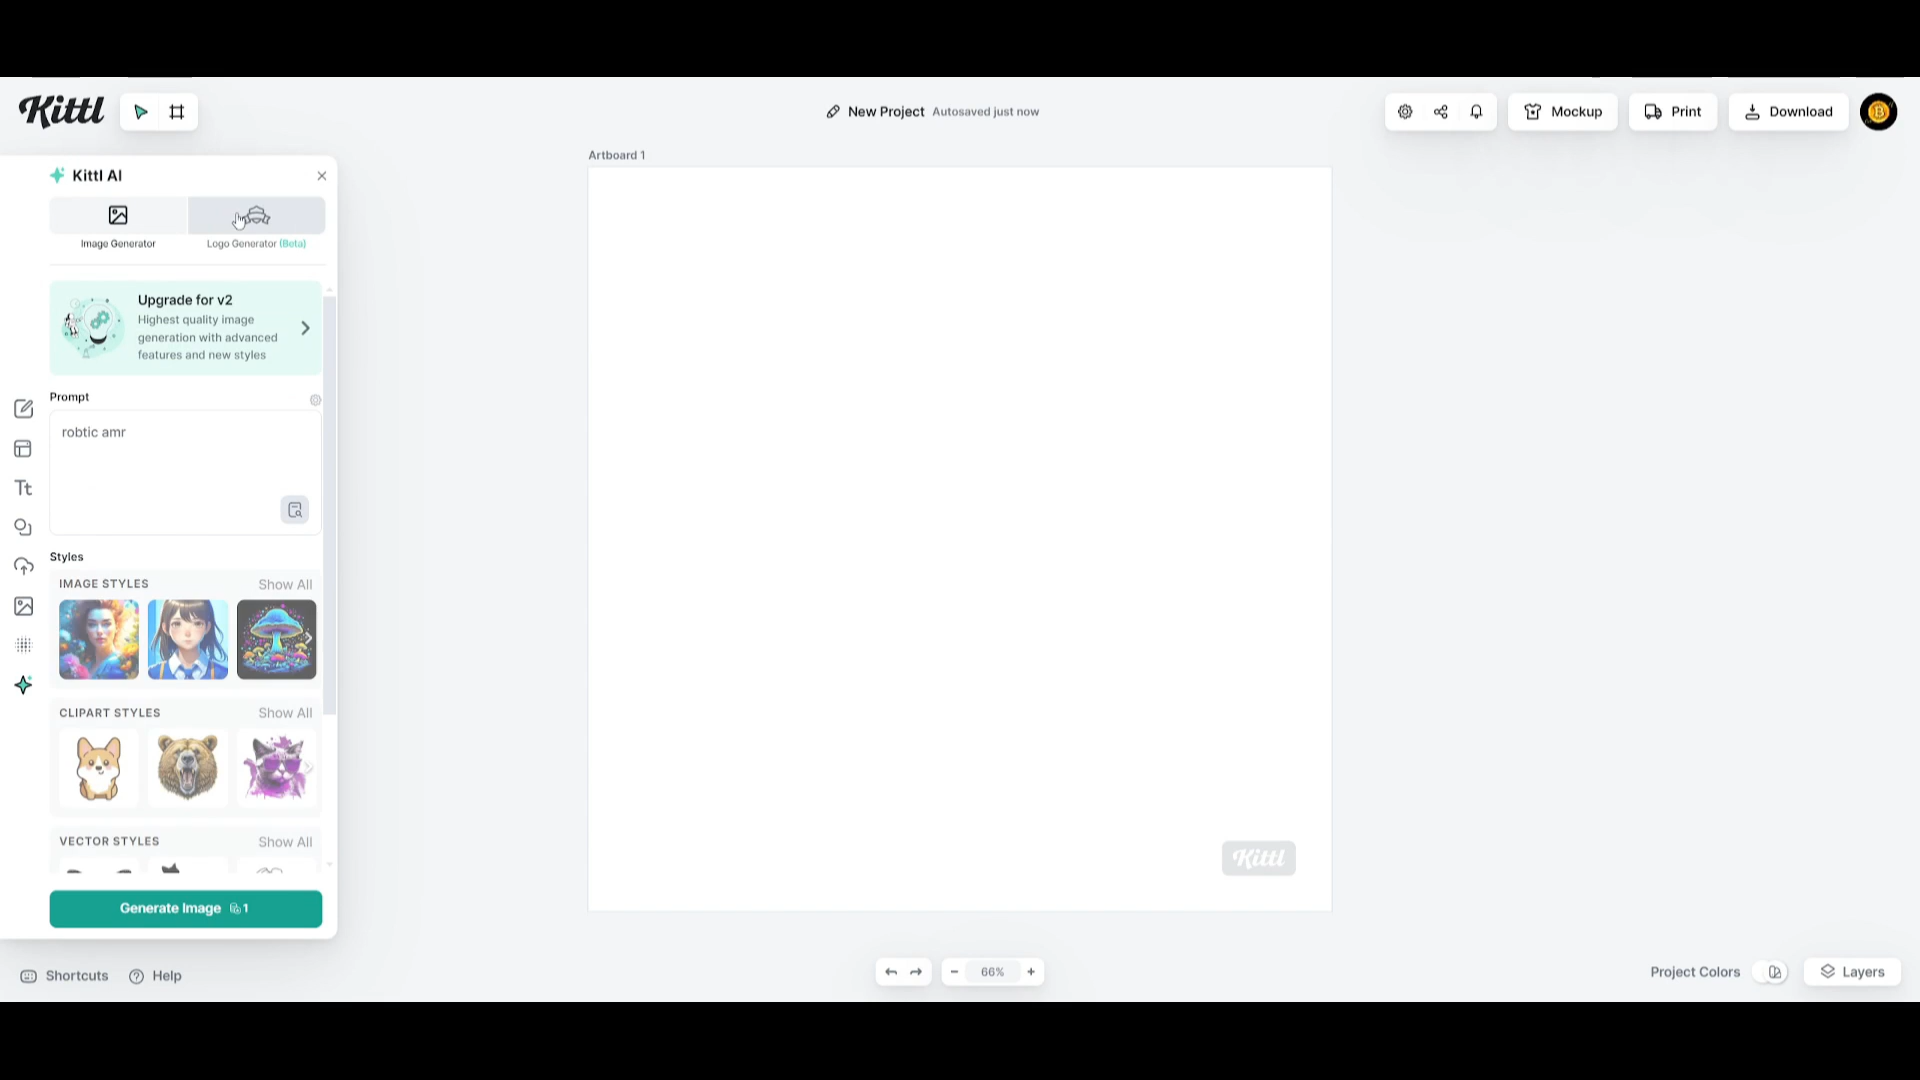 Kittl
New Project Autosaved just now
Mockup
Print
Download
Kittl AI
Image Generator
Logo Generator (Beta)
Upgrade for v2
Highest quality image
generation with advanced
features and new styles
Prompt
robtic amr
Tt
Styles
IMAGE STYLES Show All
CLIPART STYLES Show All
VECTOR STYLES Show All
Generate Image 1
Artboard 1
Kittl
Shortcuts Help
66%
Project Colors
Layers